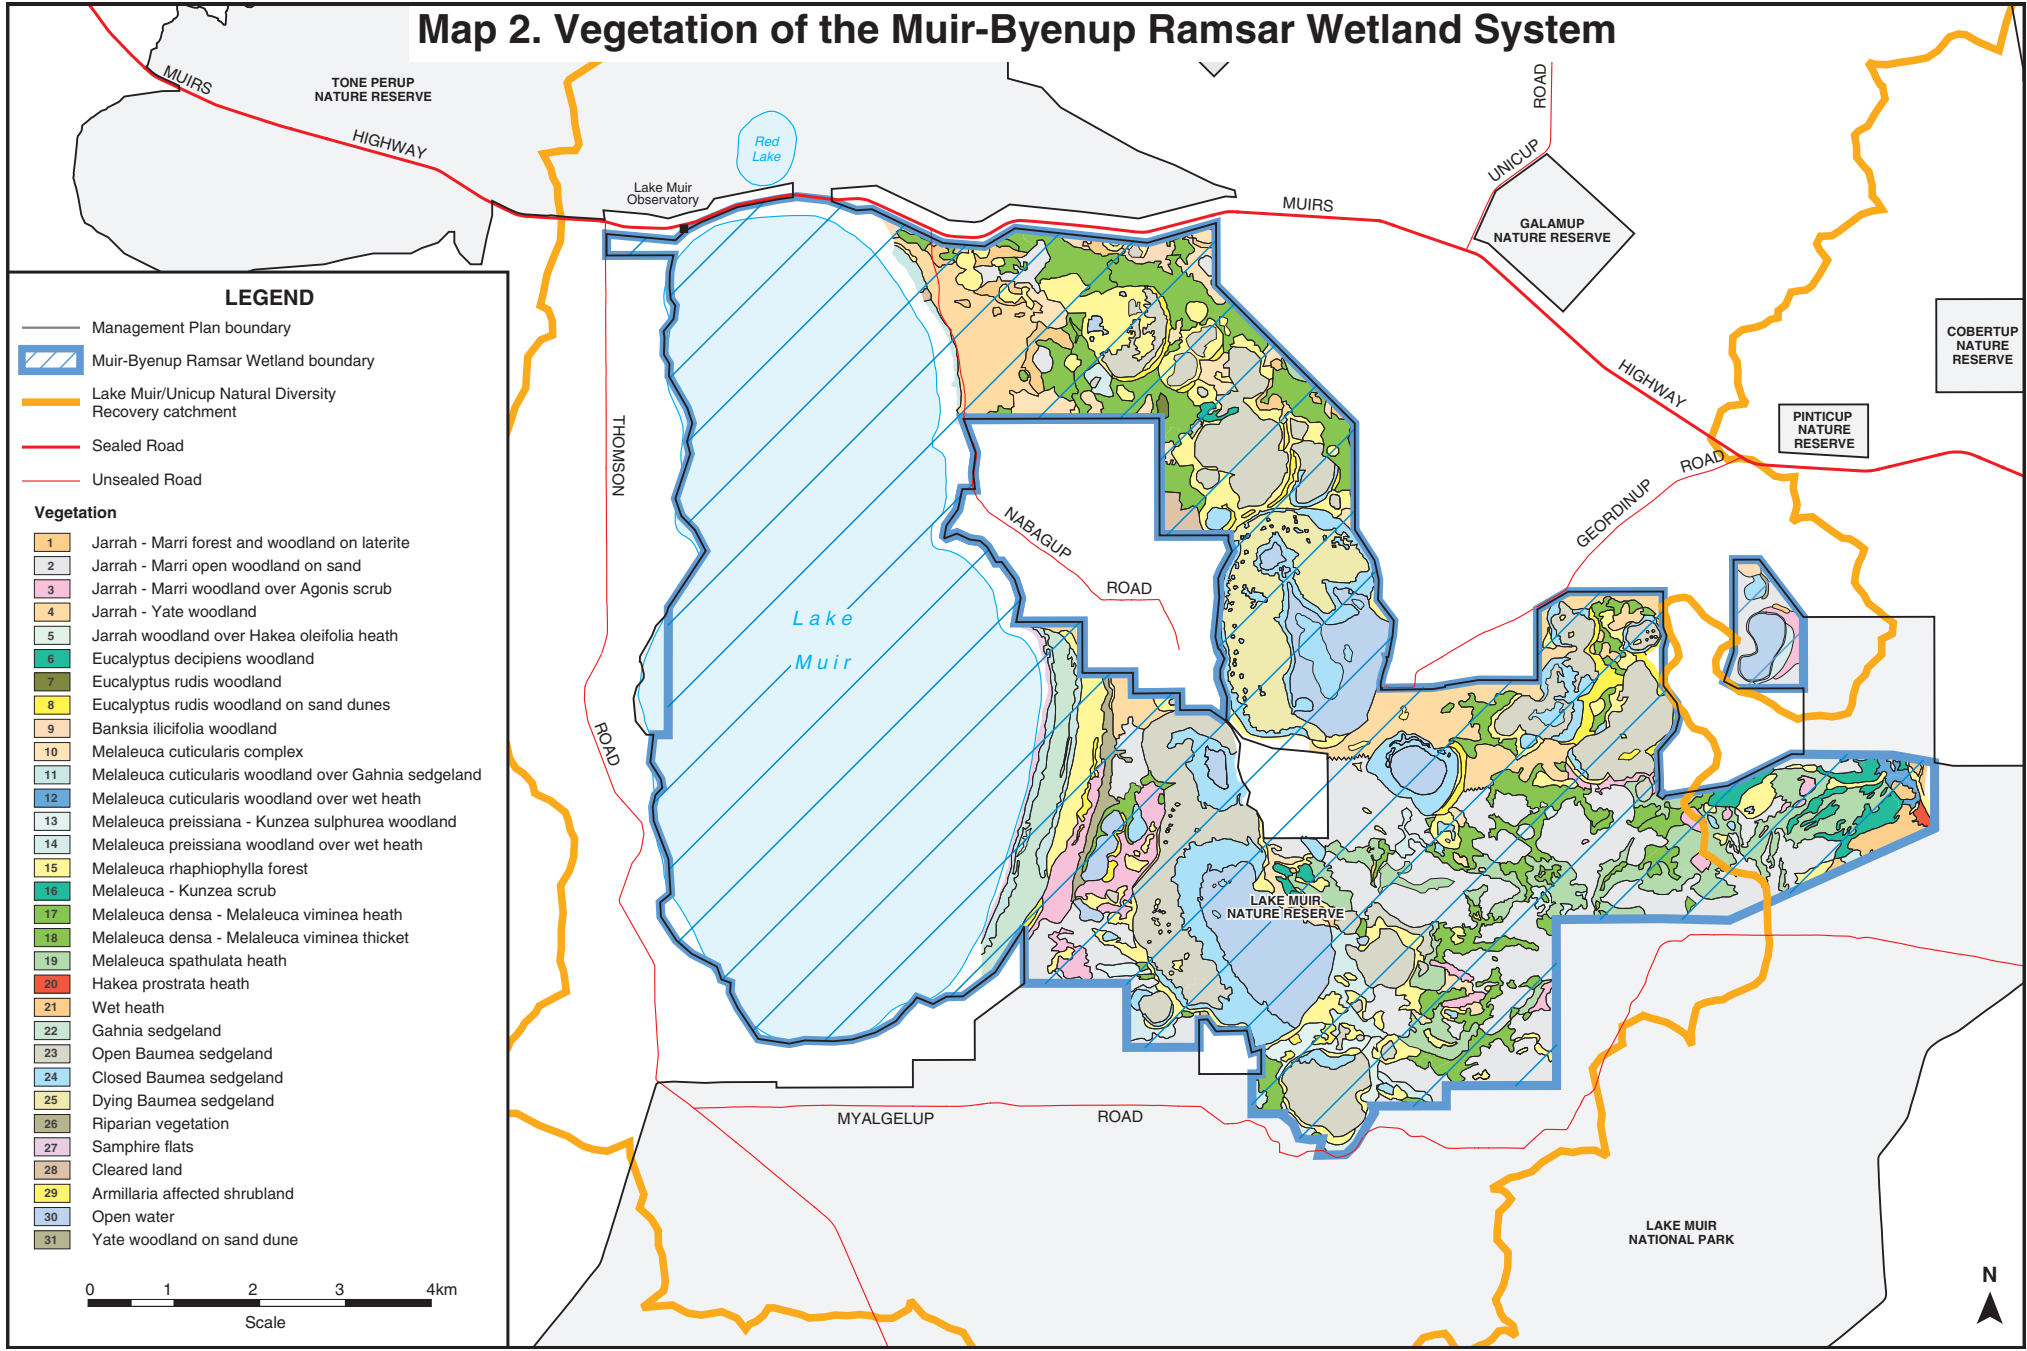 Map 2. Vegetation of the Muir-Byenup Ramsar Wetland System
MUIRS
HIGHWAY
TONE PERUP
NATURE RESERVE
Red
Lake
Lake Muir
Observatory
MUIRS
HIGHWAY
UNICUP
ROAD
GALAMUP
NATURE RESERVE
COBERTUP
NATURE
RESERVE
PINTICUP
NATURE
RESERVE
GEORDINUP
ROAD
THOMSON
ROAD
NABAGUP
ROAD
Lake
Muir
LAKE MUIR
NATURE RESERVE
MYALGELUP
ROAD
LAKE MUIR
NATIONAL PARK
N
LEGEND
Management Plan boundary
Muir-Byenup Ramsar Wetland boundary
Lake Muir/Unicup Natural Diversity
Recovery catchment
Sealed Road
Unsealed Road
Vegetation
1 Jarrah - Marri forest and woodland on laterite
2 Jarrah - Marri open woodland on sand
3 Jarrah - Marri woodland over Agonis scrub
4 Jarrah - Yate woodland
5 Jarrah woodland over Hakea oleifolia heath
6 Eucalyptus decipiens woodland
7 Eucalyptus rudis woodland
8 Eucalyptus rudis woodland on sand dunes
9 Banksia ilicifolia woodland
10 Melaleuca cuticularis complex
11 Melaleuca cuticularis woodland over Gahnia sedgeland
12 Melaleuca cuticularis woodland over wet heath
13 Melaleuca preissiana - Kunzea sulphurea woodland
14 Melaleuca preissiana woodland over wet heath
15 Melaleuca rhaphiophylla forest
16 Melaleuca - Kunzea scrub
17 Melaleuca densa - Melaleuca viminea heath
18 Melaleuca densa - Melaleuca viminea thicket
19 Melaleuca spathulata heath
20 Hakea prostrata heath
21 Wet heath
22 Gahnia sedgeland
23 Open Baumea sedgeland
24 Closed Baumea sedgeland
25 Dying Baumea sedgeland
26 Riparian vegetation
27 Samphire flats
28 Cleared land
29 Armillaria affected shrubland
30 Open water
31 Yate woodland on sand dune
0 1 2 3 4km
Scale